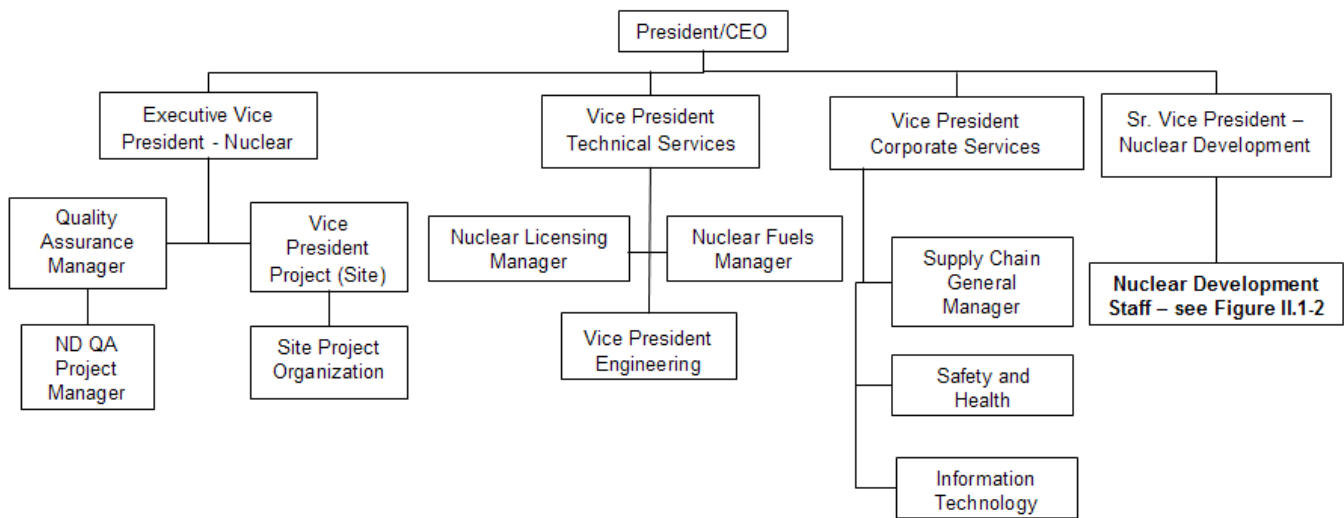 President/CEO
Executive Vice
President - Nuclear
Vice President
Technical Services
Vice President
Corporate Services
Sr. Vice President –
Nuclear Development
Quality
Assurance
Manager
Vice
President
Project (Site)
Nuclear Licensing
Manager
Nuclear Fuels
Manager
Supply Chain
General
Manager
Nuclear Development
Staff – see Figure II.1-2
ND QA
Project
Manager
Site Project
Organization
Vice President
Engineering
Safety and
Health
Information
Technology